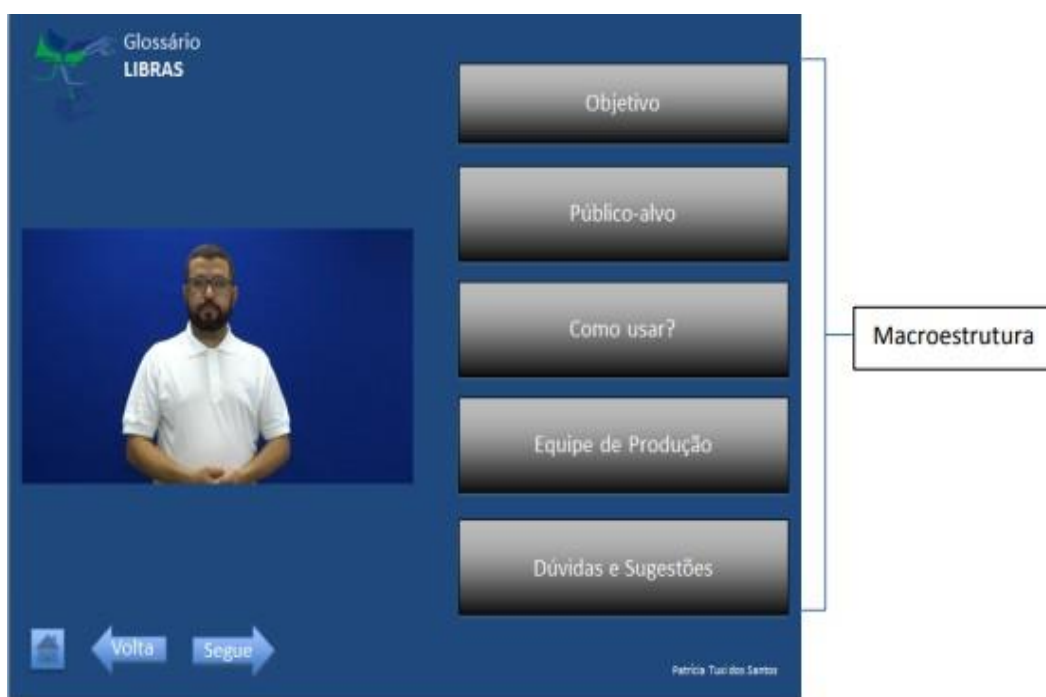 Glossário
LIBRAS
Objetivo
Público-alvo
Como usar?
Equipe de Produção
Dúvidas e Sugestões
Macroestrutura
Volta
Segue
Patrícia Tuxi dos Santos